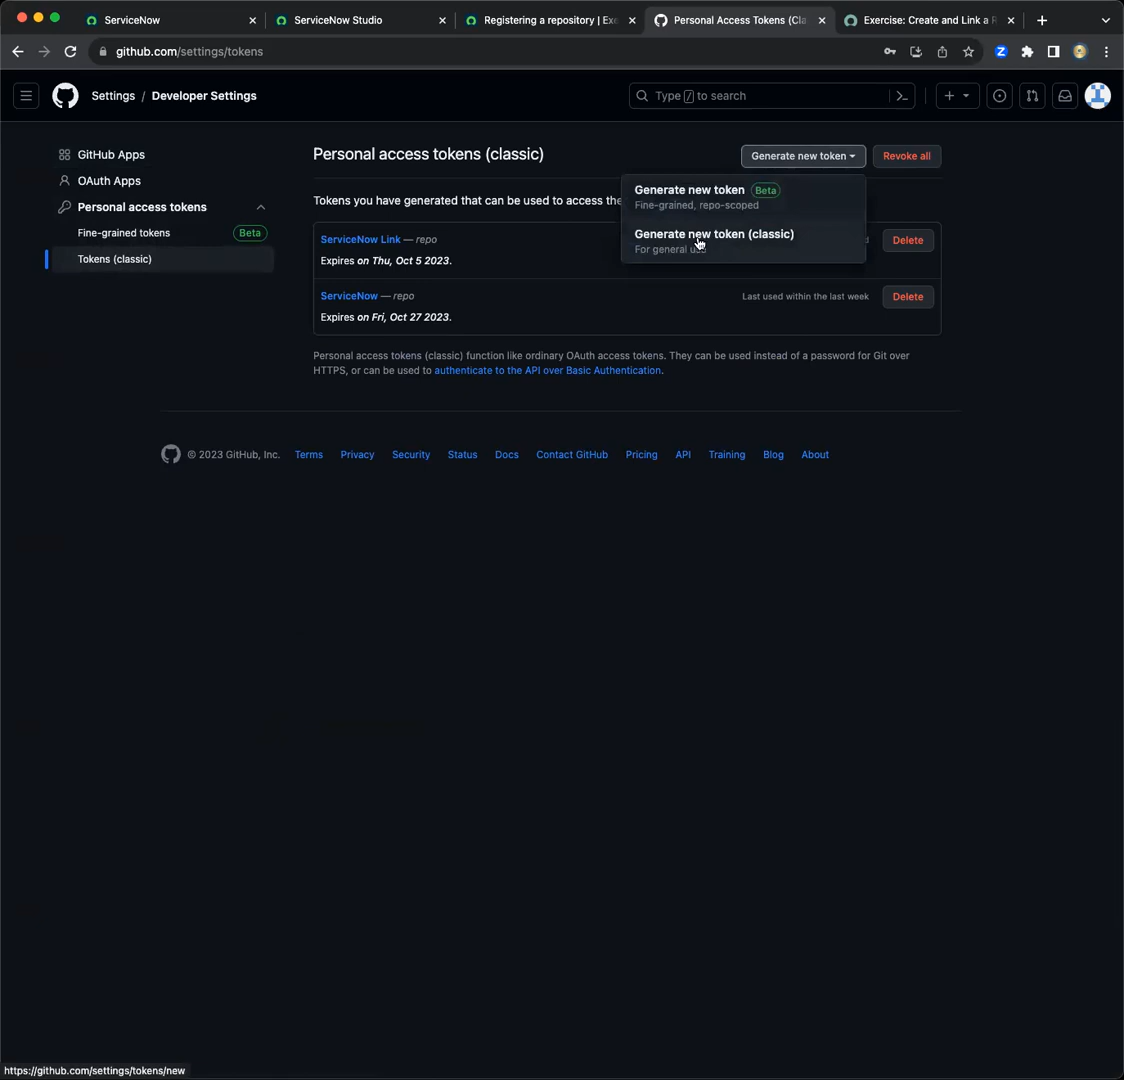 ServiceNow
ServiceNow Studio
Registering a repository | Exe
Personal Access Tokens (Cla
Exercise: Create and Link a R
github.com/settings/tokens
Settings / Developer Settings
Type / to search
GitHub Apps
OAuth Apps
Personal access tokens
Fine-grained tokens Beta
Tokens (classic)
Personal access tokens (classic)
Generate new token
Revoke all
Tokens you have generated that can be used to access the
Generate new token Beta
Fine-grained, repo-scoped
Generate new token (classic)
For general use
ServiceNow Link — repo
Delete
Expires on Thu, Oct 5 2023.
ServiceNow — repo
Last used within the last week
Delete
Expires on Fri, Oct 27 2023.
Personal access tokens (classic) function like ordinary OAuth access tokens. They can be used instead of a password for Git over
HTTPS, or can be used to authenticate to the API over Basic Authentication.
© 2023 GitHub, Inc. Terms Privacy Security Status Docs Contact GitHub Pricing API Training Blog About
https://github.com/settings/tokens/new